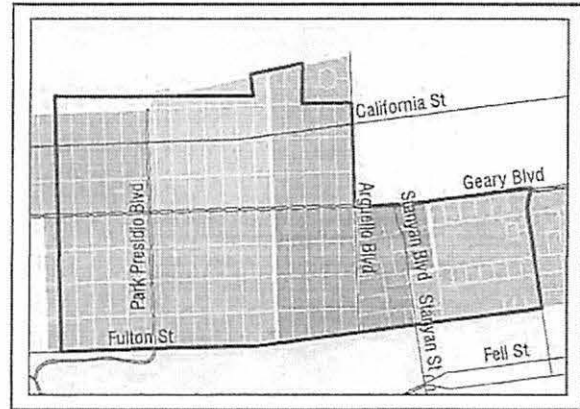 California St
Geary Blvd
Park Presidio Blvd
Arguello Blvd
Stanyan Blvd
Stanyan St
Fulton St
Fell St